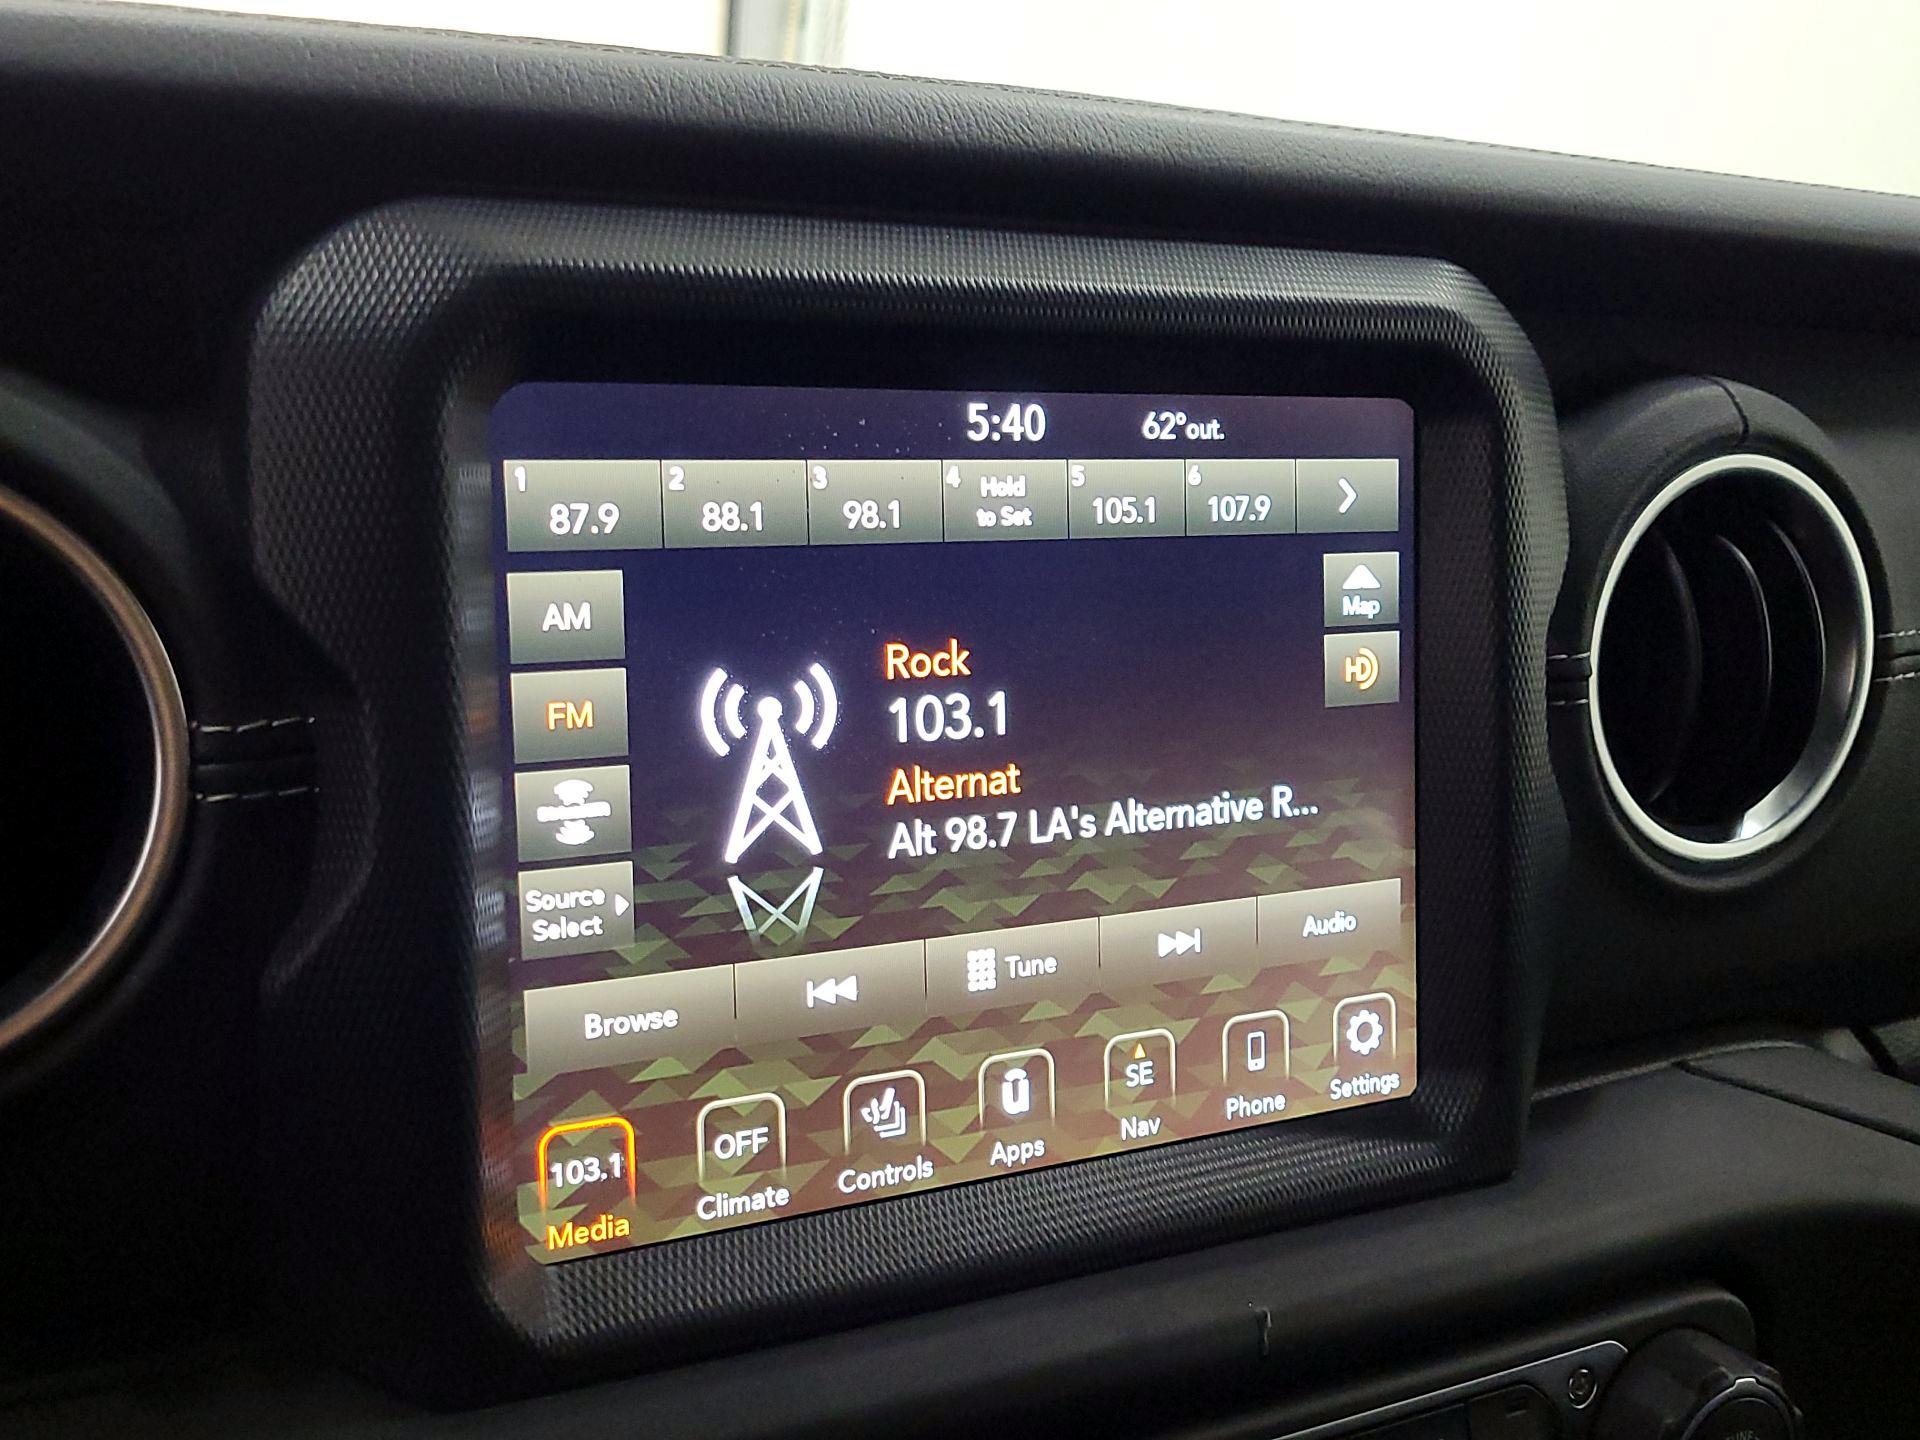 5:40 62°out.
1 2 3 4 Hold 5 6
87.9 88.1 98.1 to Set 105.1 107.9
AM
Map
Rock
HD
FM
103.1
Alternat
Alt 98.7 LA's Alternative R...
Source
Select
Browse Tune Audio
103.1 OFF SE
Media Climate Controls Apps Nav Phone Settings
TUNE